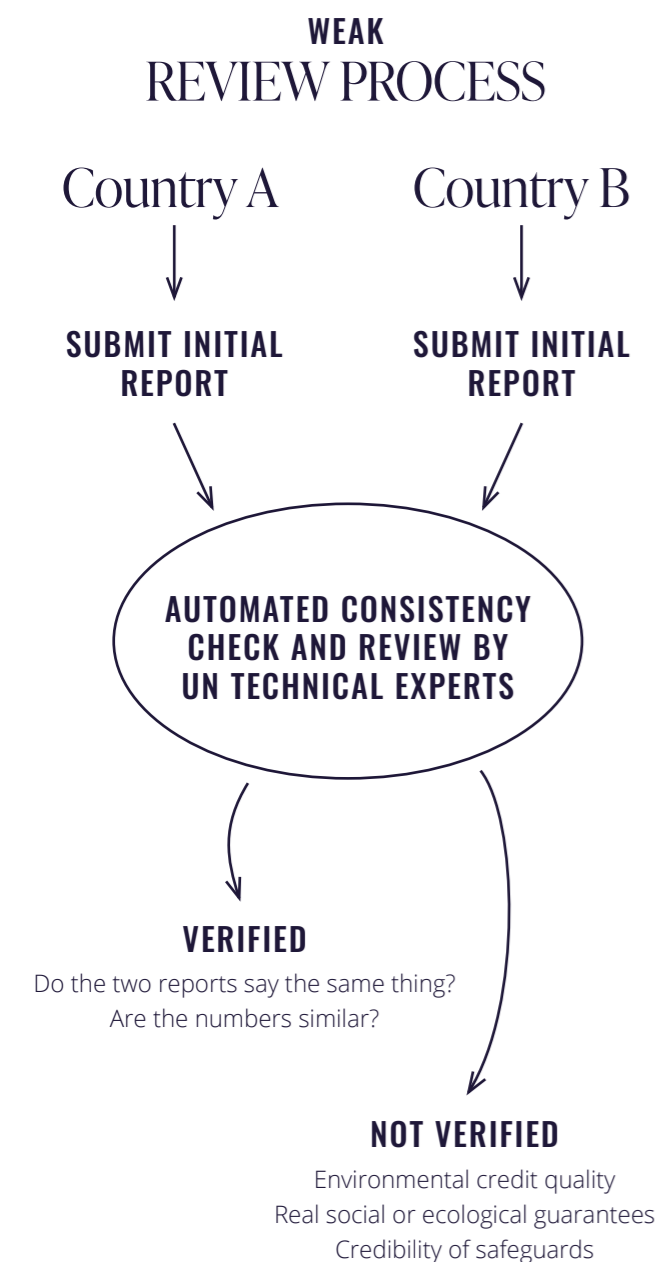 WEAK
REVIEW PROCESS
Country A
Country B
SUBMIT INITIAL
REPORT
SUBMIT INITIAL
REPORT
AUTOMATED CONSISTENCY
CHECK AND REVIEW BY
UN TECHNICAL EXPERTS
VERIFIED
Do the two reports say the same thing?
Are the numbers similar?
NOT VERIFIED
Environmental credit quality
Real social or ecological guarantees
Credibility of safeguards